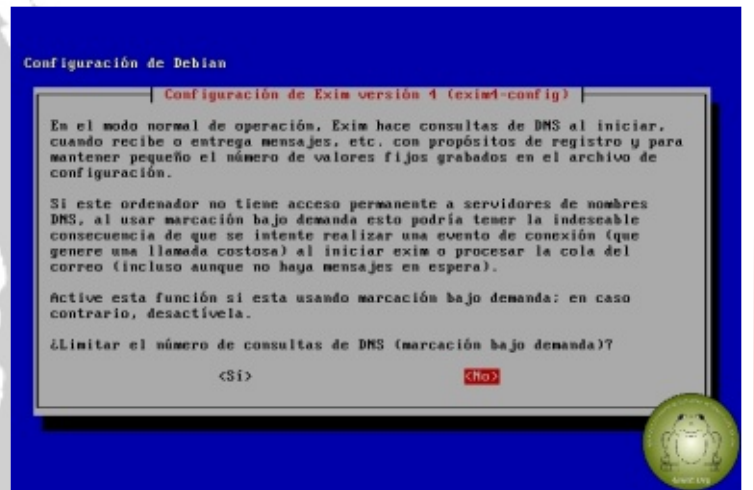 Configuración de Debian
Configuración de Exim versión 4 (exim4-config)
En el modo normal de operación, Exim hace consultas de DNS al iniciar,
cuando recibe o entrega mensajes, etc. con propósitos de registro y para
mantener pequeño el número de valores fijos grabados en el archivo de
configuración.
Si este ordenador no tiene acceso permanente a servidores de nombres
DNS, al usar marcación bajo demanda esto podría tener la indeseable
consecuencia de que se intente realizar una evento de conexión (que
genere una llamada costosa) al iniciar exim o procesar la cola del
correo (incluso aunque no haya mensajes en espera).
Active esta función si esta usando marcación bajo demanda; en caso
contrario, desactívela.
¿Limitar el número de consultas de DNS (marcación bajo demanda)?
<Sí> <No>